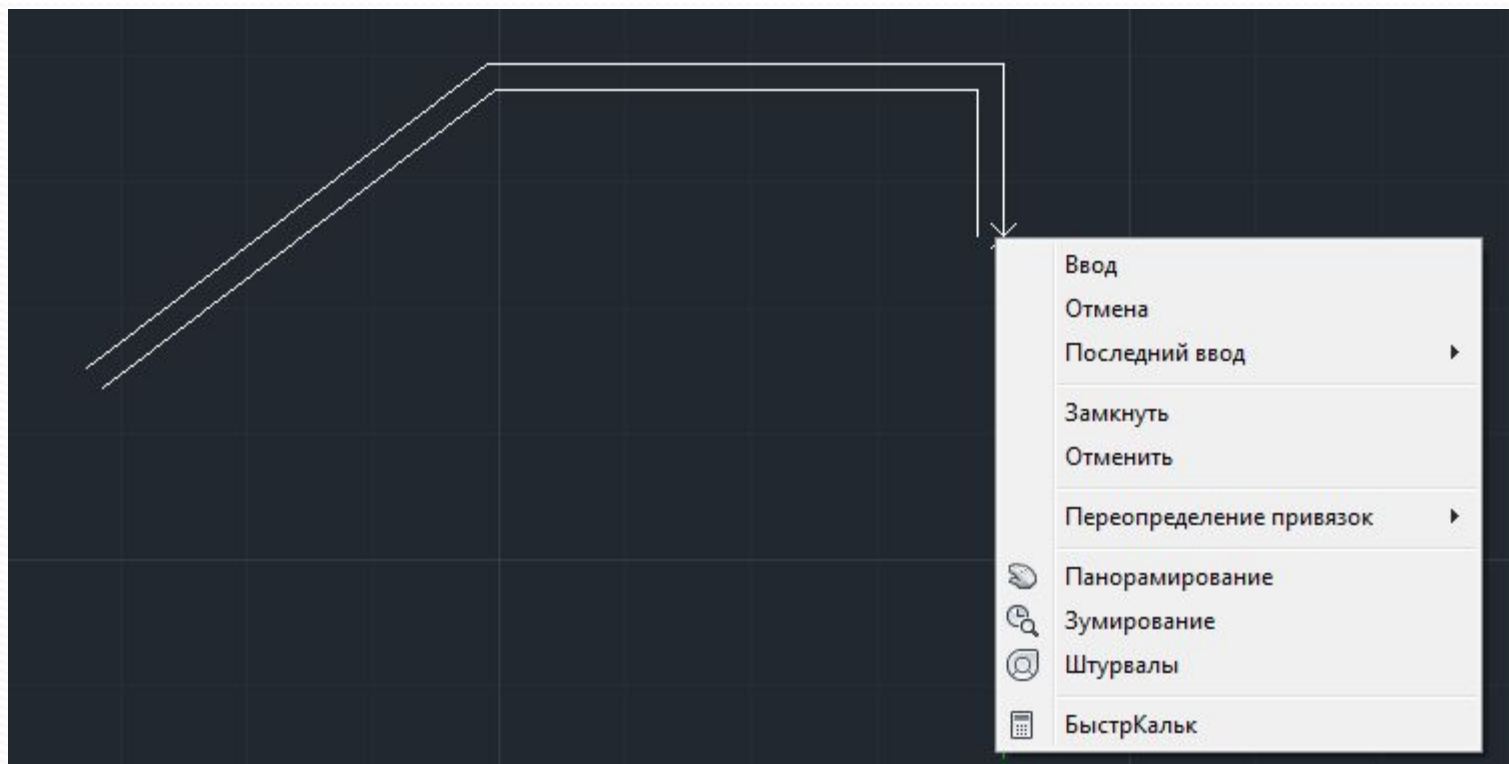 Ввод
Отмена
Последний ввод
Замкнуть
Отменить
Переопределение привязок
Панорамирование
Зумирование
Штурвалы
БыстрКальк